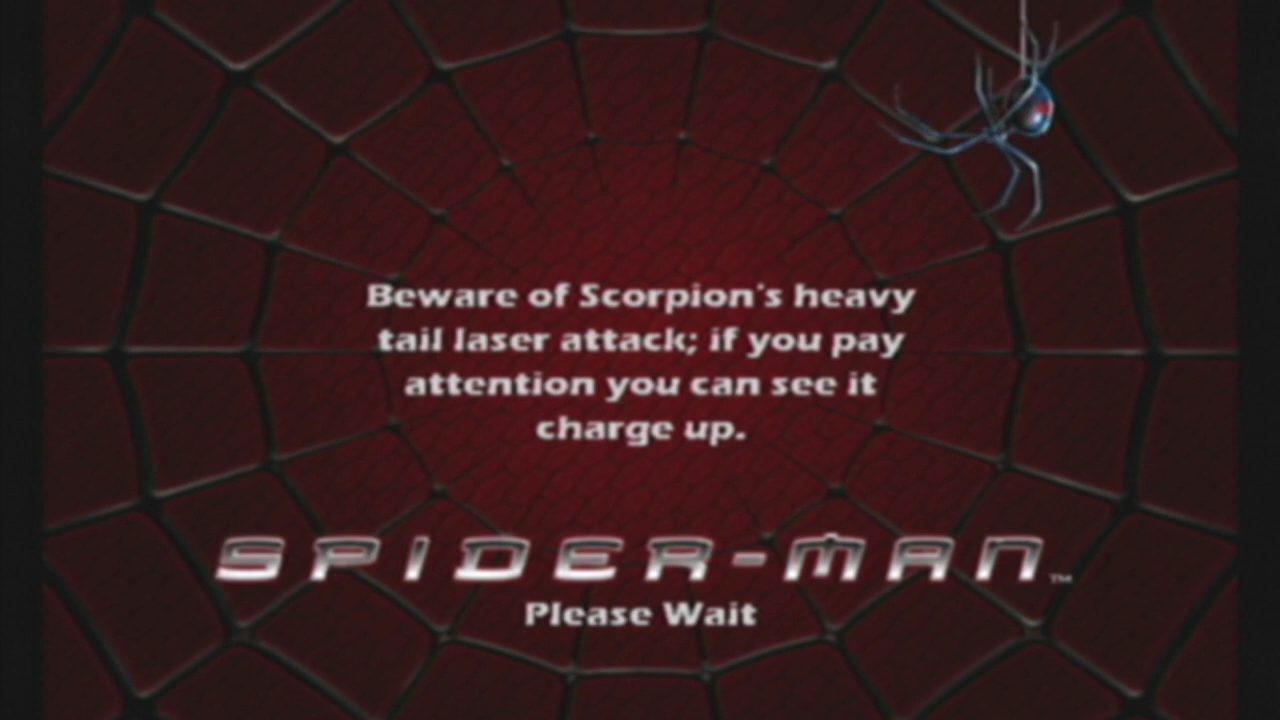 Beware of Scorpion's heavy
tail laser attack; if you pay
attention you can see it
charge up.
SPIDER-MAN™
Please Wait